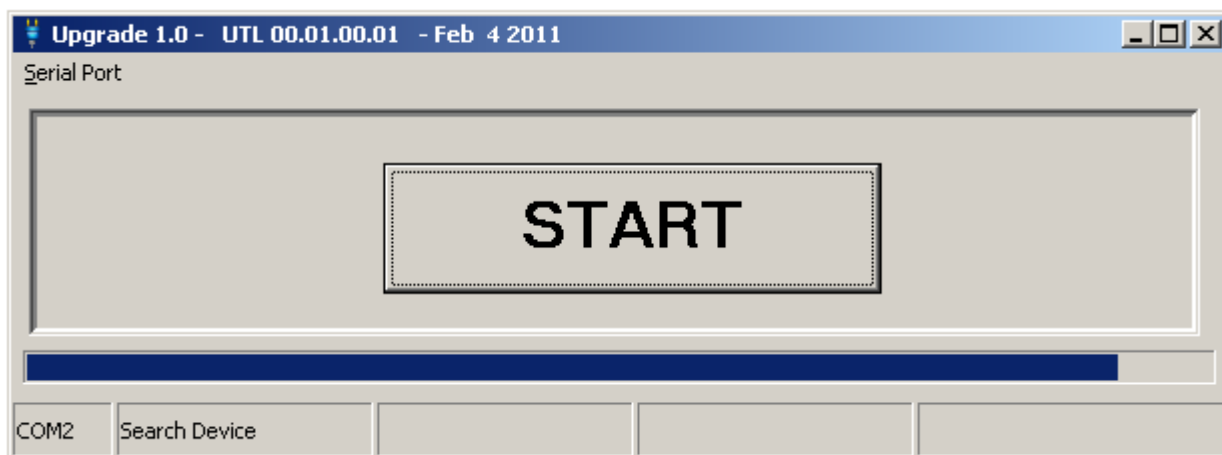 Upgrade 1.0 - UTL 00.01.00.01 - Feb 4 2011
Serial Port
START
COM2 Search Device